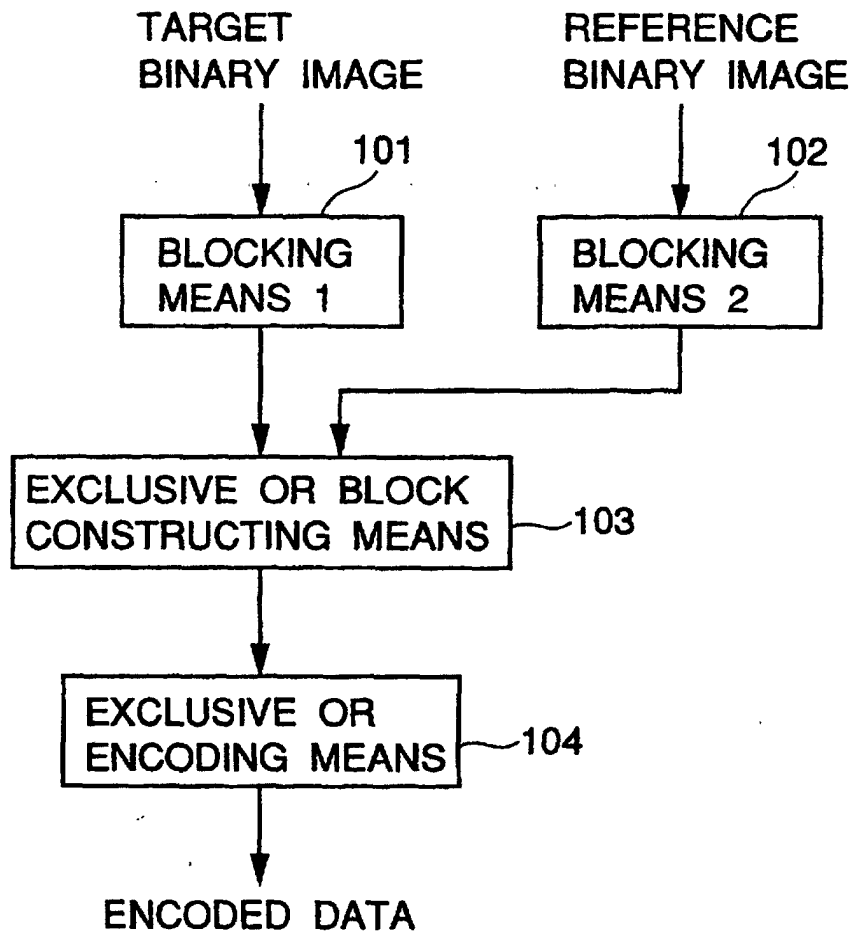 TARGET
BINARY IMAGE
REFERENCE
BINARY IMAGE
101
102
BLOCKING
MEANS 1
BLOCKING
MEANS 2
EXCLUSIVE OR BLOCK
CONSTRUCTING MEANS
103
EXCLUSIVE OR
ENCODING MEANS
104
ENCODED DATA